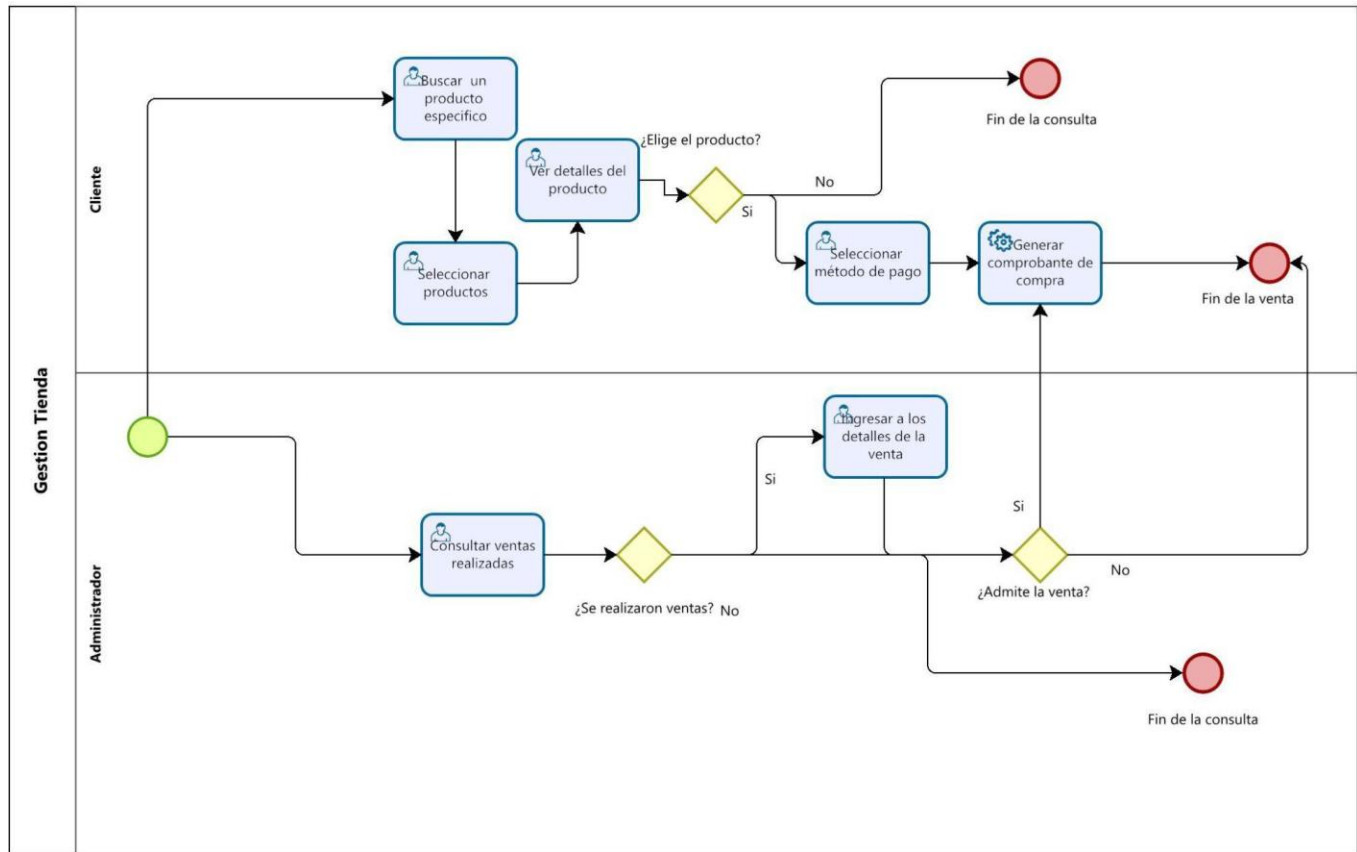 Gestion Tienda
Cliente
Buscar un
producto
especifico
Seleccionar
productos
Ver detalles del
producto
¿Elige el producto?
No
Si
Fin de la consulta
Seleccionar
método de pago
Generar
comprobante de
compra
Fin de la venta
Administrador
Consultar ventas
realizadas
¿Se realizaron ventas?
Si
No
Ingresar a los
detalles de la
venta
Si
¿Admite la venta?
No
Fin de la consulta